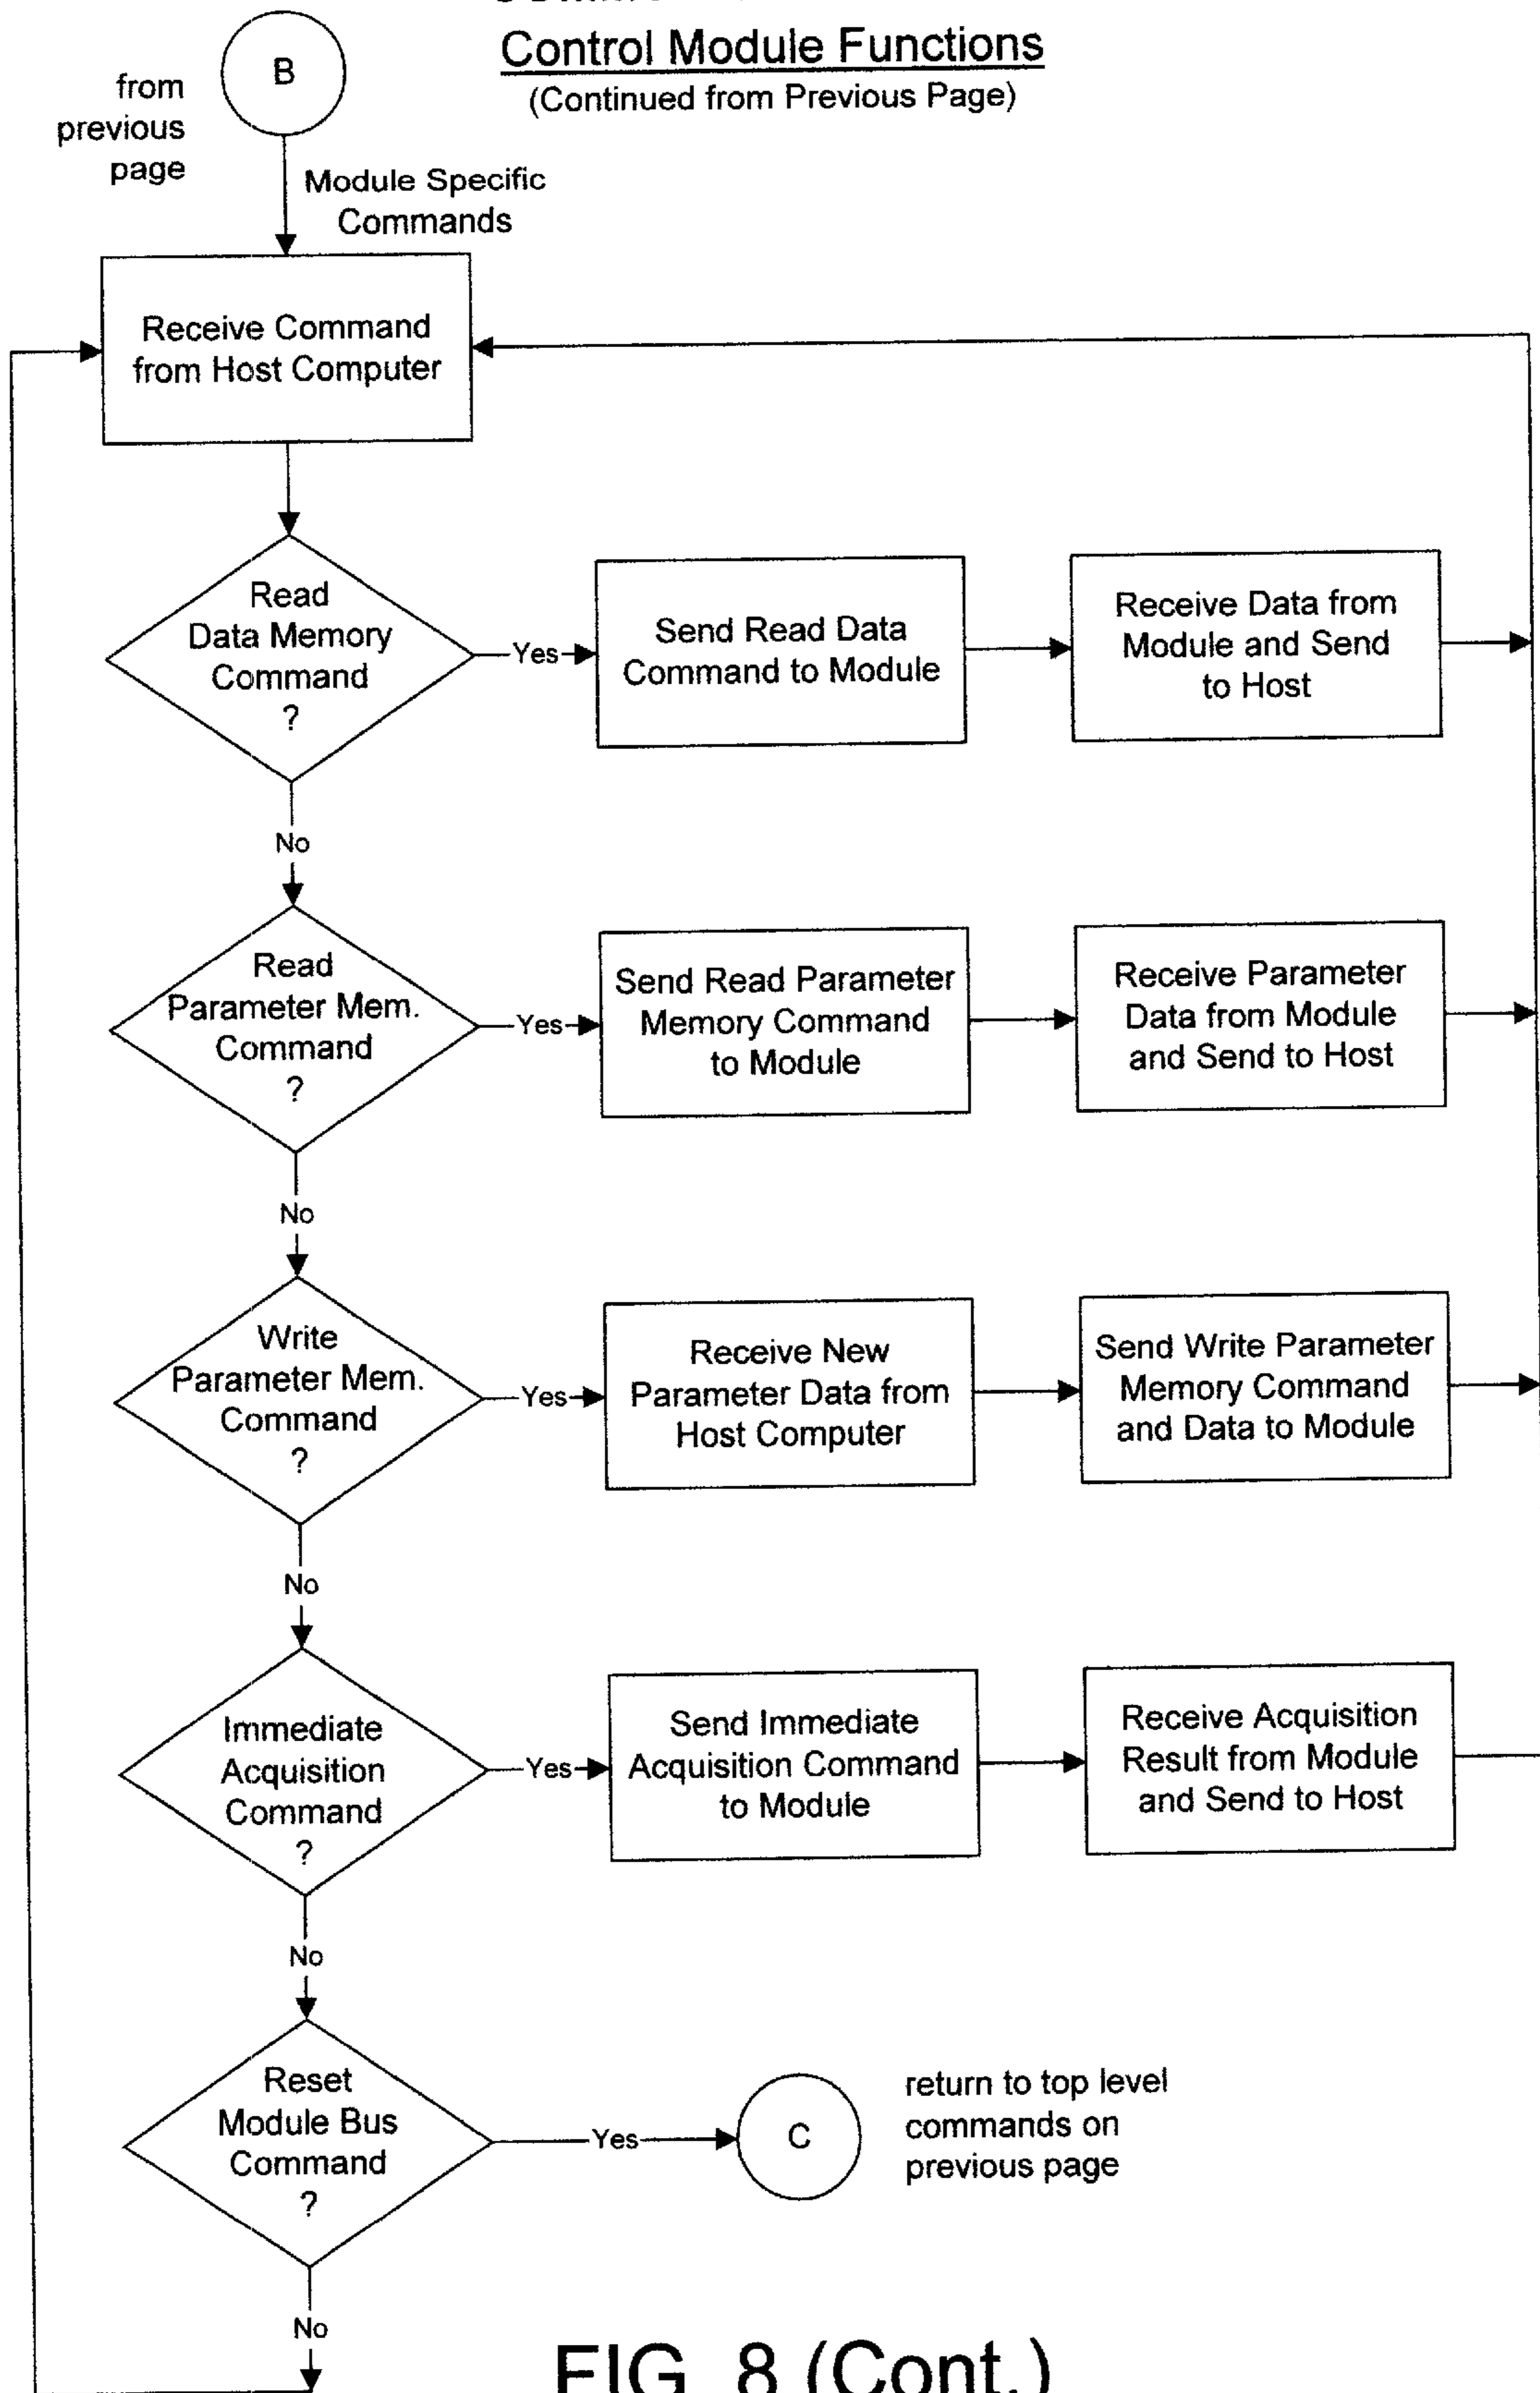 Control Module Functions
(Continued from Previous Page)
B
from
previous
page
Module Specific
Commands
Receive Command
from Host Computer
Read
Data Memory
Command
?
Yes
Send Read Data
Command to Module
Receive Data from
Module and Send
to Host
No
Read
Parameter Mem.
Command
?
Yes
Send Read Parameter
Memory Command
to Module
Receive Parameter
Data from Module
and Send to Host
No
Write
Parameter Mem.
Command
?
Yes
Receive New
Parameter Data from
Host Computer
Send Write Parameter
Memory Command
and Data to Module
No
Immediate
Acquisition
Command
?
Yes
Send Immediate
Acquisition Command
to Module
Receive Acquisition
Result from Module
and Send to Host
No
Reset
Module Bus
Command
?
Yes
C
return to top level
commands on
previous page
No
FIG. 8 (Cont.)